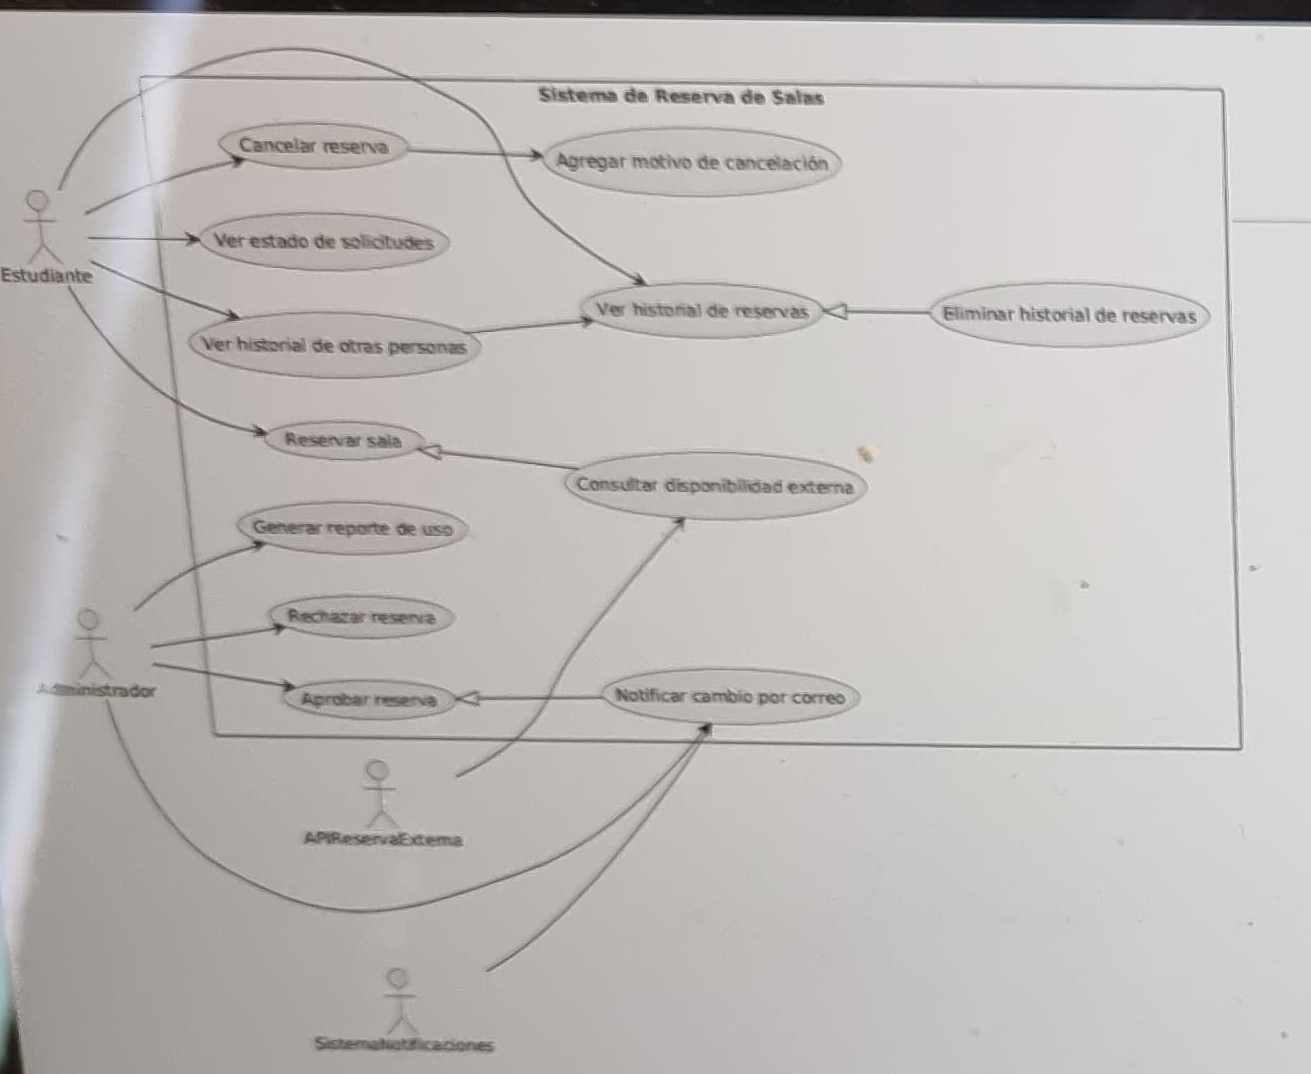 Sistema de Reserva de Salas
Cancelar reserva
Agregar motivo de cancelación
Ver estado de solicitudes
Estudiante
Ver historial de reservas
Eliminar historial de reservas
Ver historial de otras personas
Reservar sala
Consultar disponibilidad externa
Generar reporte de uso
Rechazar reserva
Administrador
Aprobar reserva
Notificar cambio por correo
APIReservaExterna
SistemaNotificaciones